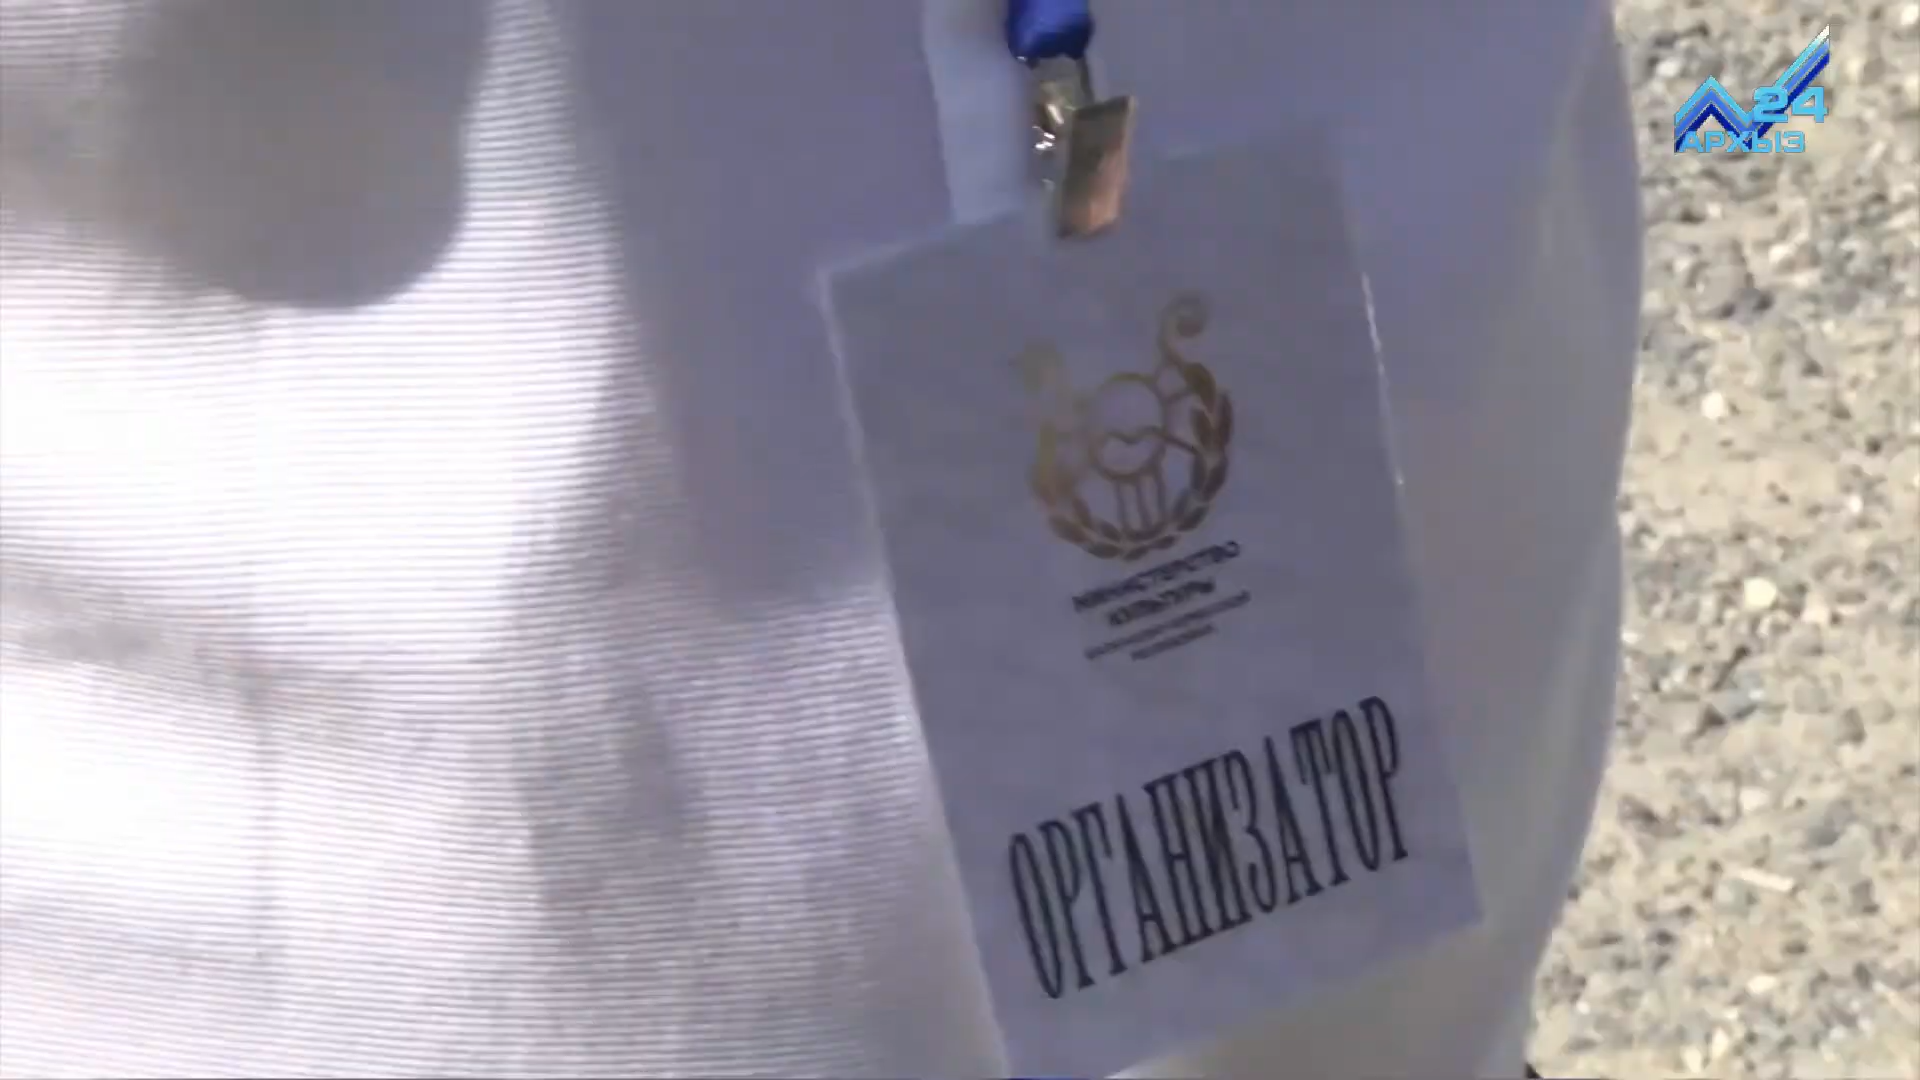 24
АРХЫЗ
МИНИСТЕРСТВО
КУЛЬТУРЫ
ОРГАНИЗАТОР